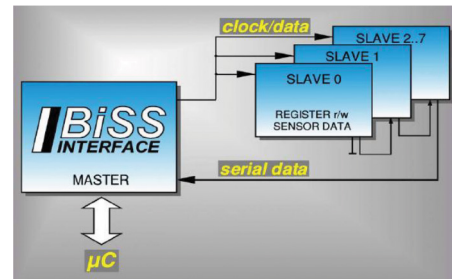 clock/data
SLAVE 2..7
SLAVE 1
SLAVE 0
REGISTER r/w
SENSOR DATA
BiSS
INTERFACE
MASTER
serial data
µC